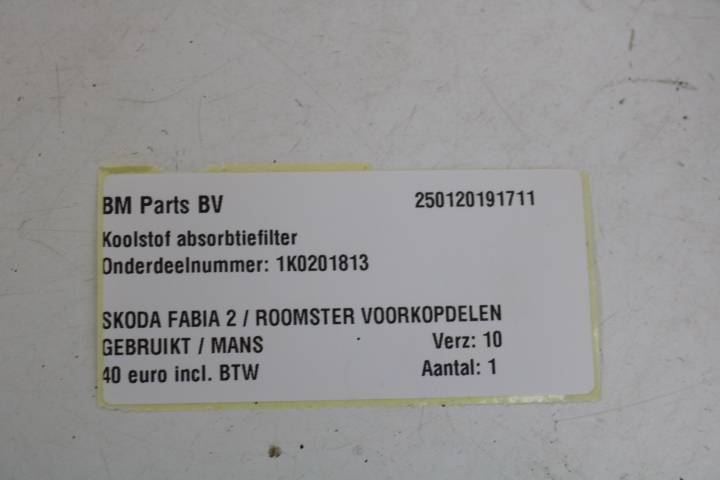 BM Parts BV 250120191711
Koolstof absorbtiefilter
Onderdeelnummer: 1K0201813
SKODA FABIA 2 / ROOMSTER VOORKOPDELEN
GEBRUIKT / MANS Verz: 10
40 euro incl. BTW Aantal: 1